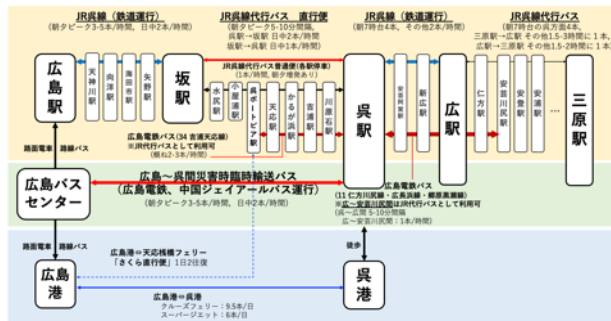 JR呉線（鉄道運行）
（朝夕ピーク3-5本/時間, 日中2本/時間）
JR呉線代行バス　直行便
（朝夕ピーク5-10分間隔,
呉駅→坂駅 日中2本/時間
坂駅→呉駅 日中1本/時間）
JR呉線（鉄道運行）
（朝7時台4本, その他2本/時間）
JR呉線代行バス
（朝7時台の呉方面4本,
三原駅→広駅 その他1.5-3時間に1本,
広駅→三原駅 その他1.5-2時間に1本）
JR呉線代行バス普通便（各駅停車）
（1本/時間, 朝夕増発あり）
広島駅
天神川駅
向洋駅
海田市駅
矢野駅
坂駅
水尻駅
小屋浦駅
呉ポートピア駅
天応駅
かるが浜駅
吉浦駅
川原石駅
呉駅
安芸阿賀駅
新広駅
広駅
仁方駅
安芸川尻駅
安登駅
安浦駅
…
三原駅
広島電鉄バス（34 吉浦天応線）
※JR代行バスとして利用可
（概ね2-3本/時間）
路面電車
路線バス
広島バスセンター
広島〜呉間災害時臨時輸送バス
（広島電鉄、中国ジェイアールバス運行）
（朝夕ピーク3-5本/時間, 日中2本/時間）
広島電鉄バス
（11 仁方川尻線・広長浜線・郷原黒瀬線）
※広〜安芸川尻間はJR代行バスとして利用可
（呉〜広間 5-10分間隔
広〜安芸川尻間：1本/時間）
路面電車
路線バス
広島港
広島港⇔天応桟橋フェリー
「さくら直行便」1日2往復
徒歩
呉港
広島港⇔呉港
クルーズフェリー：9.5本/日
スーパージェット：6本/日